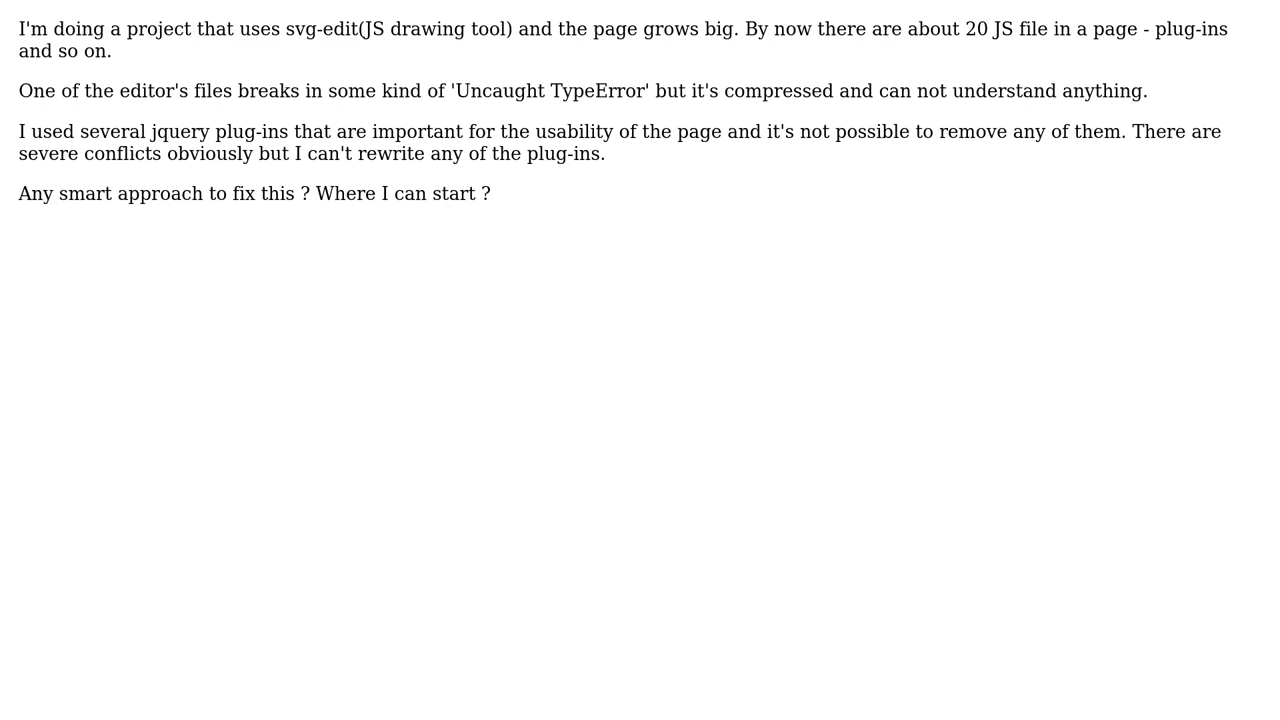 I'm doing a project that uses svg-edit(JS drawing tool) and the page grows big. By now there are about 20 JS file in a page - plug-ins
and so on.
One of the editor's files breaks in some kind of 'Uncaught TypeError' but it's compressed and can not understand anything.
I used several jquery plug-ins that are important for the usability of the page and it's not possible to remove any of them. There are
severe conflicts obviously but I can't rewrite any of the plug-ins.
Any smart approach to fix this ? Where I can start ?